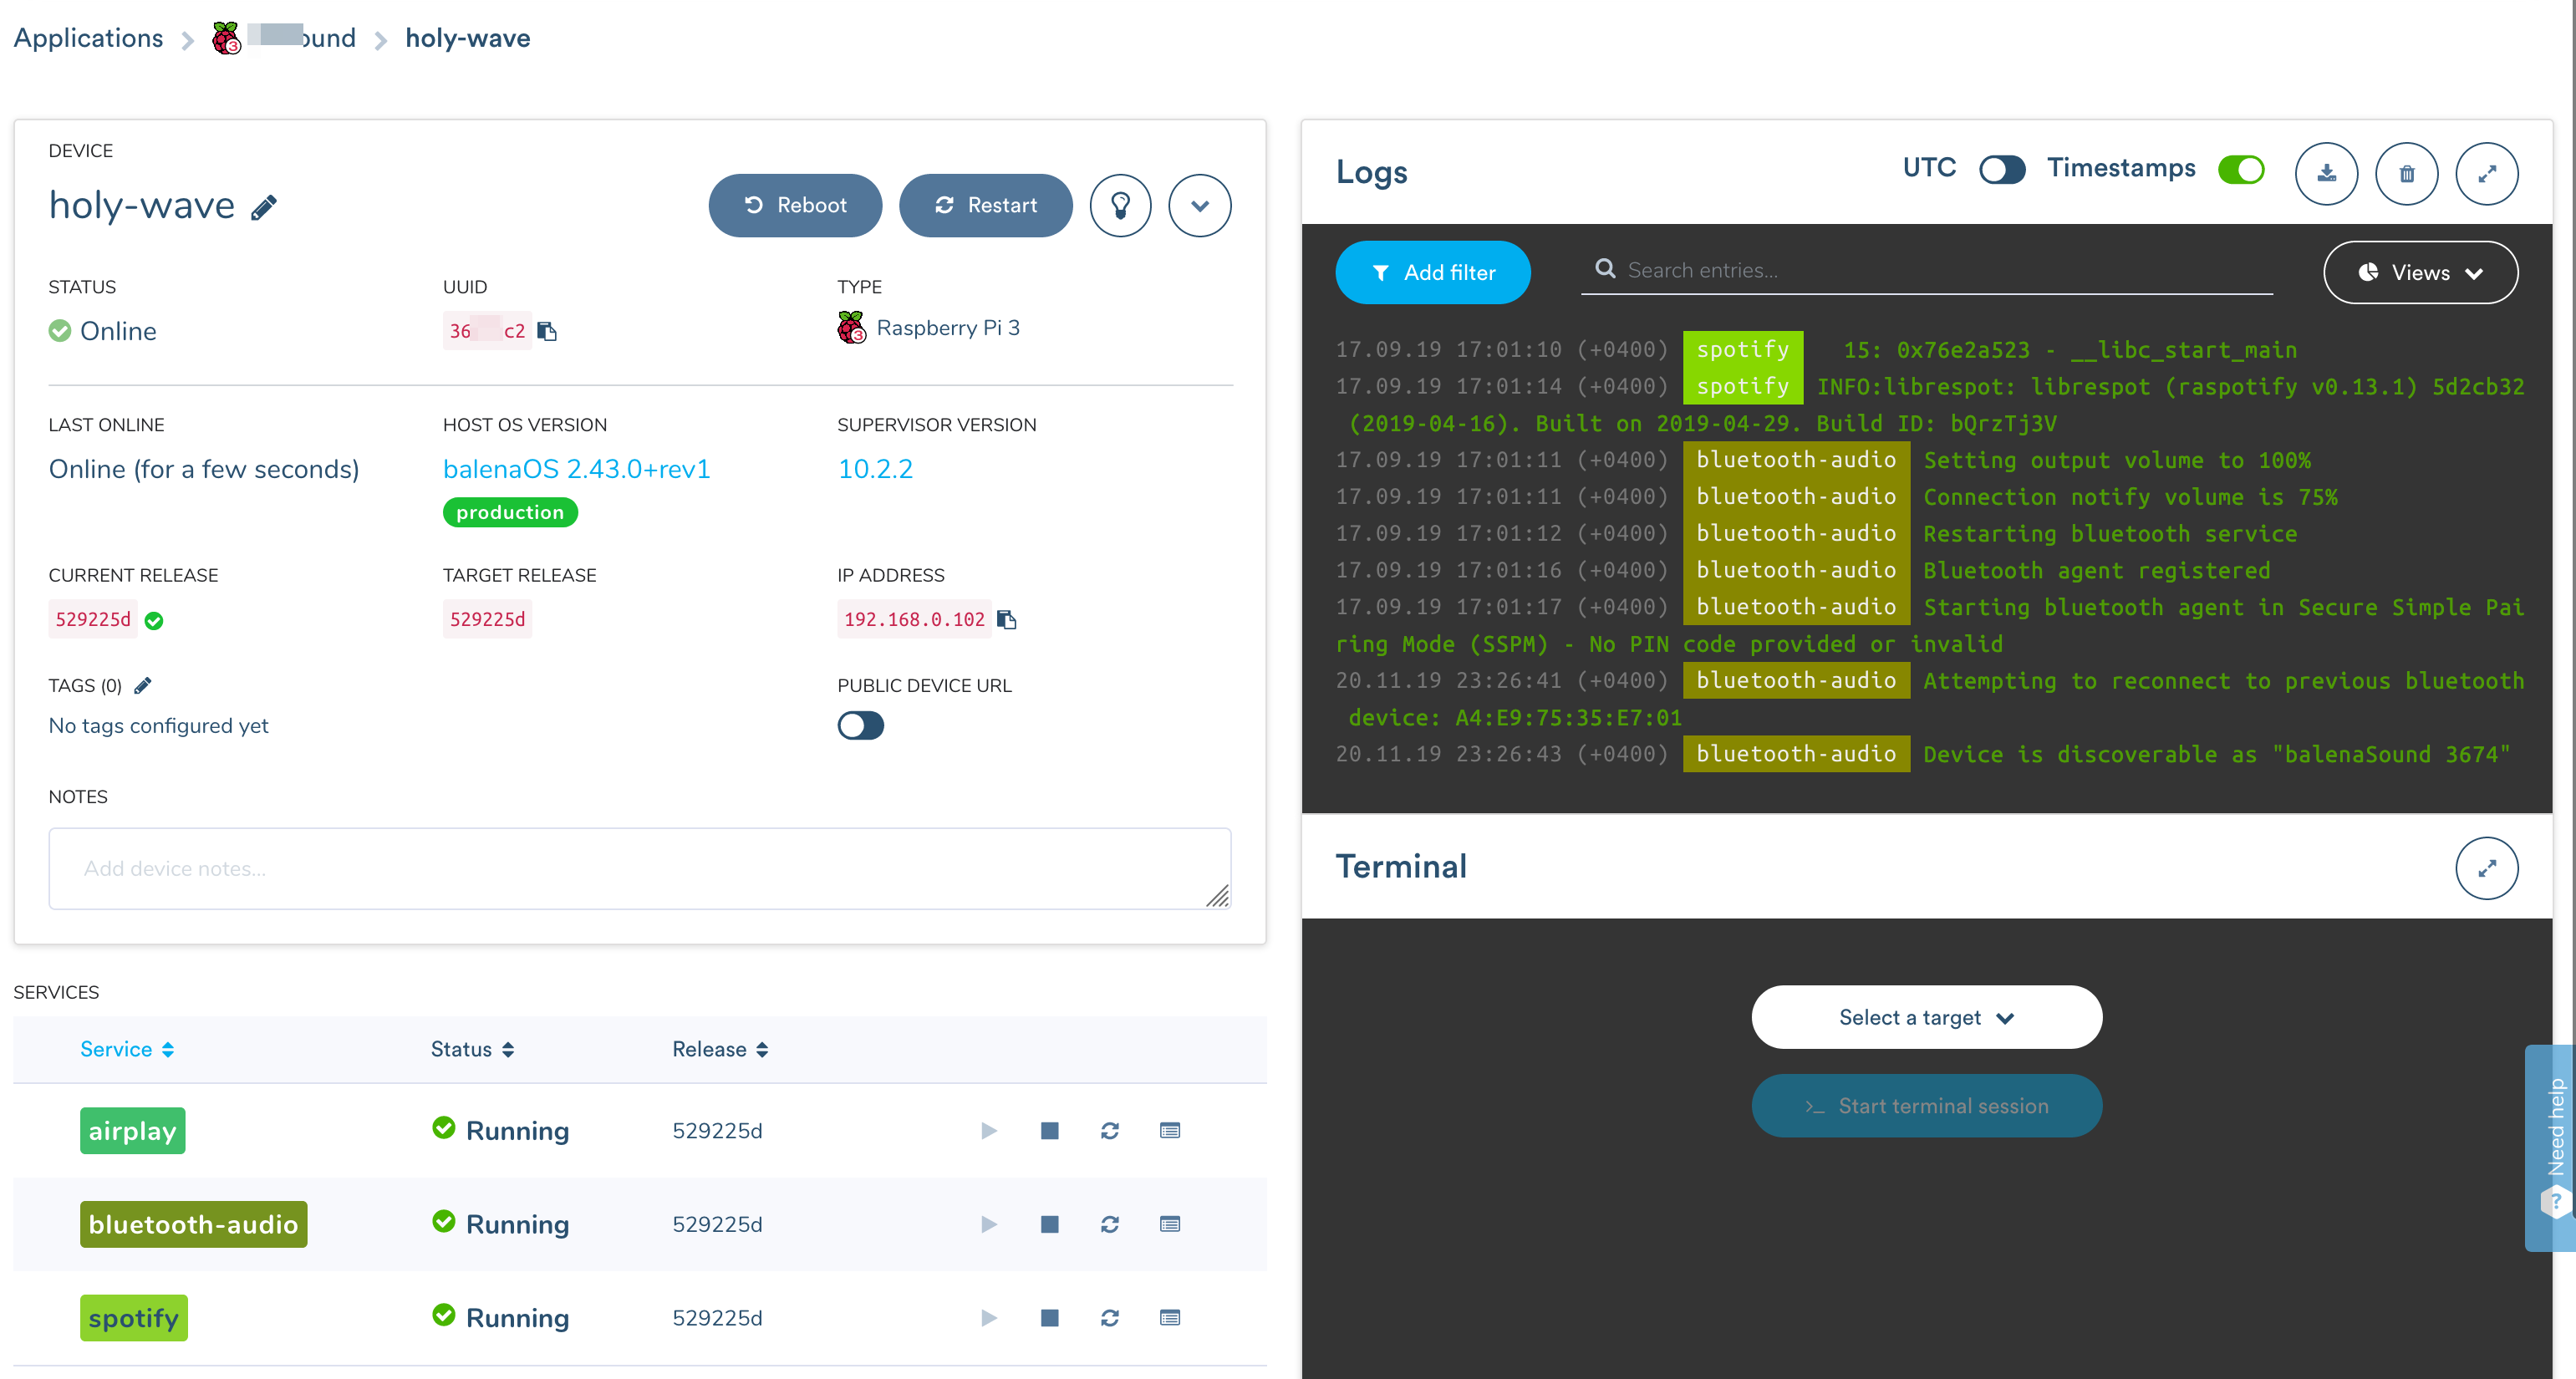 Applications > ound > holy-wave
DEVICE
holy-wave
Reboot
Restart
STATUS
UUID
TYPE
Online
36 c2
Raspberry Pi 3
LAST ONLINE
HOST OS VERSION
SUPERVISOR VERSION
Online (for a few seconds)
balenaOS 2.43.0+rev1
10.2.2
production
CURRENT RELEASE
TARGET RELEASE
IP ADDRESS
529225d
529225d
192.168.0.102
TAGS (0)
PUBLIC DEVICE URL
No tags configured yet
NOTES
Add device notes...
SERVICES
Service
Status
Release
airplay
Running
529225d
bluetooth-audio
Running
529225d
spotify
Running
529225d
Logs
UTC
Timestamps
Add filter
Search entries...
Views
17.09.19 17:01:10 (+0400) spotify 15: 0x76e2a523 - __libc_start_main
17.09.19 17:01:14 (+0400) spotify INFO:librespot: librespot (raspotify v0.13.1) 5d2cb32
(2019-04-16). Built on 2019-04-29. Build ID: bQrzTj3V
17.09.19 17:01:11 (+0400) bluetooth-audio Setting output volume to 100%
17.09.19 17:01:11 (+0400) bluetooth-audio Connection notify volume is 75%
17.09.19 17:01:12 (+0400) bluetooth-audio Restarting bluetooth service
17.09.19 17:01:16 (+0400) bluetooth-audio Bluetooth agent registered
17.09.19 17:01:17 (+0400) bluetooth-audio Starting bluetooth agent in Secure Simple Pai
ring Mode (SSPM) - No PIN code provided or invalid
20.11.19 23:26:41 (+0400) bluetooth-audio Attempting to reconnect to previous bluetooth
device: A4:E9:75:35:E7:01
20.11.19 23:26:43 (+0400) bluetooth-audio Device is discoverable as "balenaSound 3674"
Terminal
Select a target
>_ Start terminal session
Need help
?